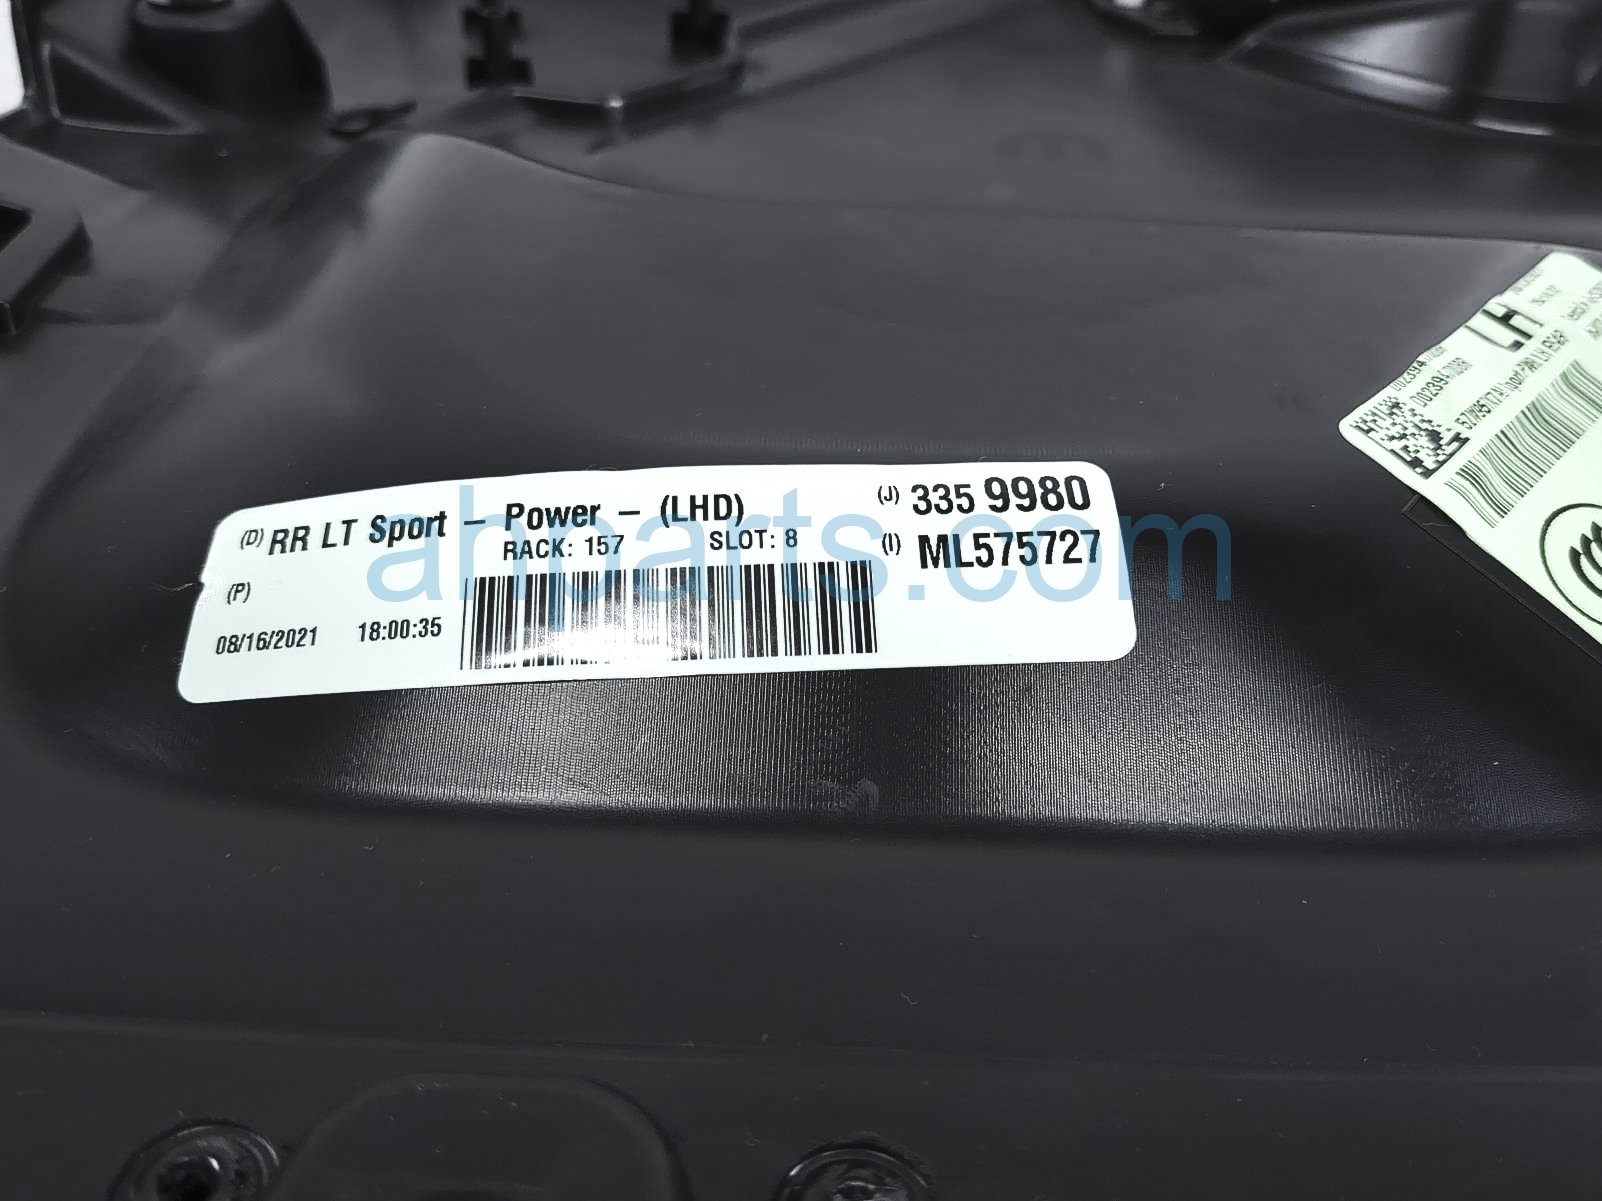 (D) RR LT Sport – Power – (LHD)
(J) 335 9980
RACK: 157 SLOT: 8
(I) ML575727
(P)
08/16/2021 18:00:35
ahparts.com
LH